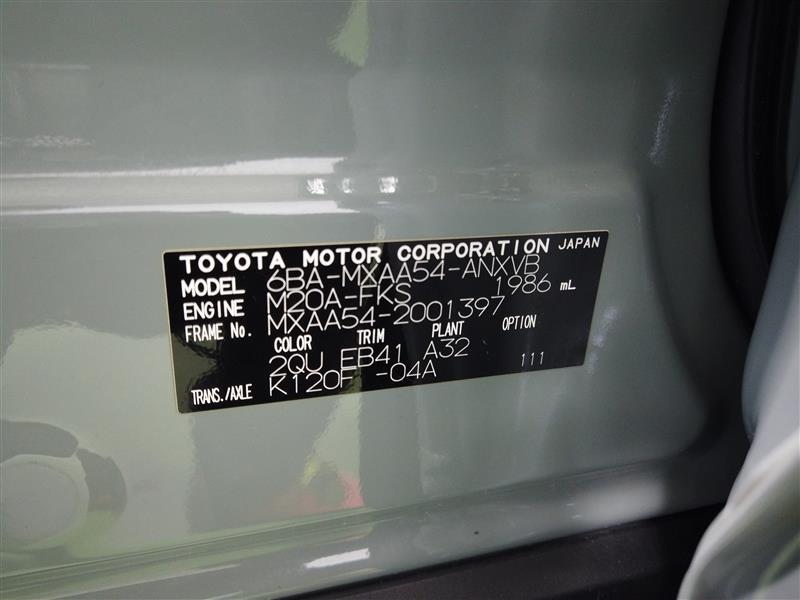 TOYOTA MOTOR CORPORATION JAPAN
MODEL 6BA-MXAA54-ANXVB
ENGINE M20A-FKS 1986 mL
FRAME No. MXAA54-2001397
COLOR TRIM PLANT OPTION
2QU EB41 A32
TRANS./AXLE K120F -04A 111